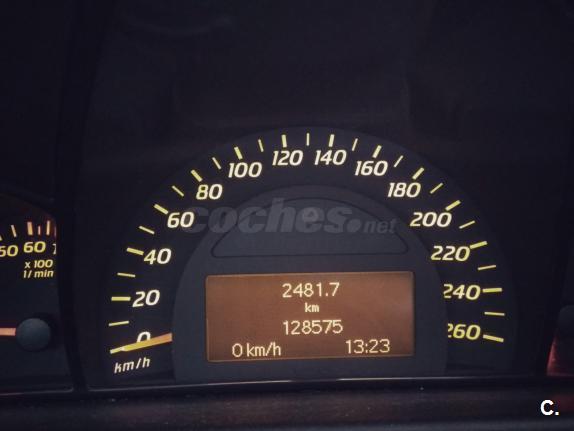 120 140
100 160
80 180
60 200
coches.net
50 60
40 220
x 100
1/min
20 240
2481.7
km
128575
0 km/h 13:23
0 260
km/h
C.